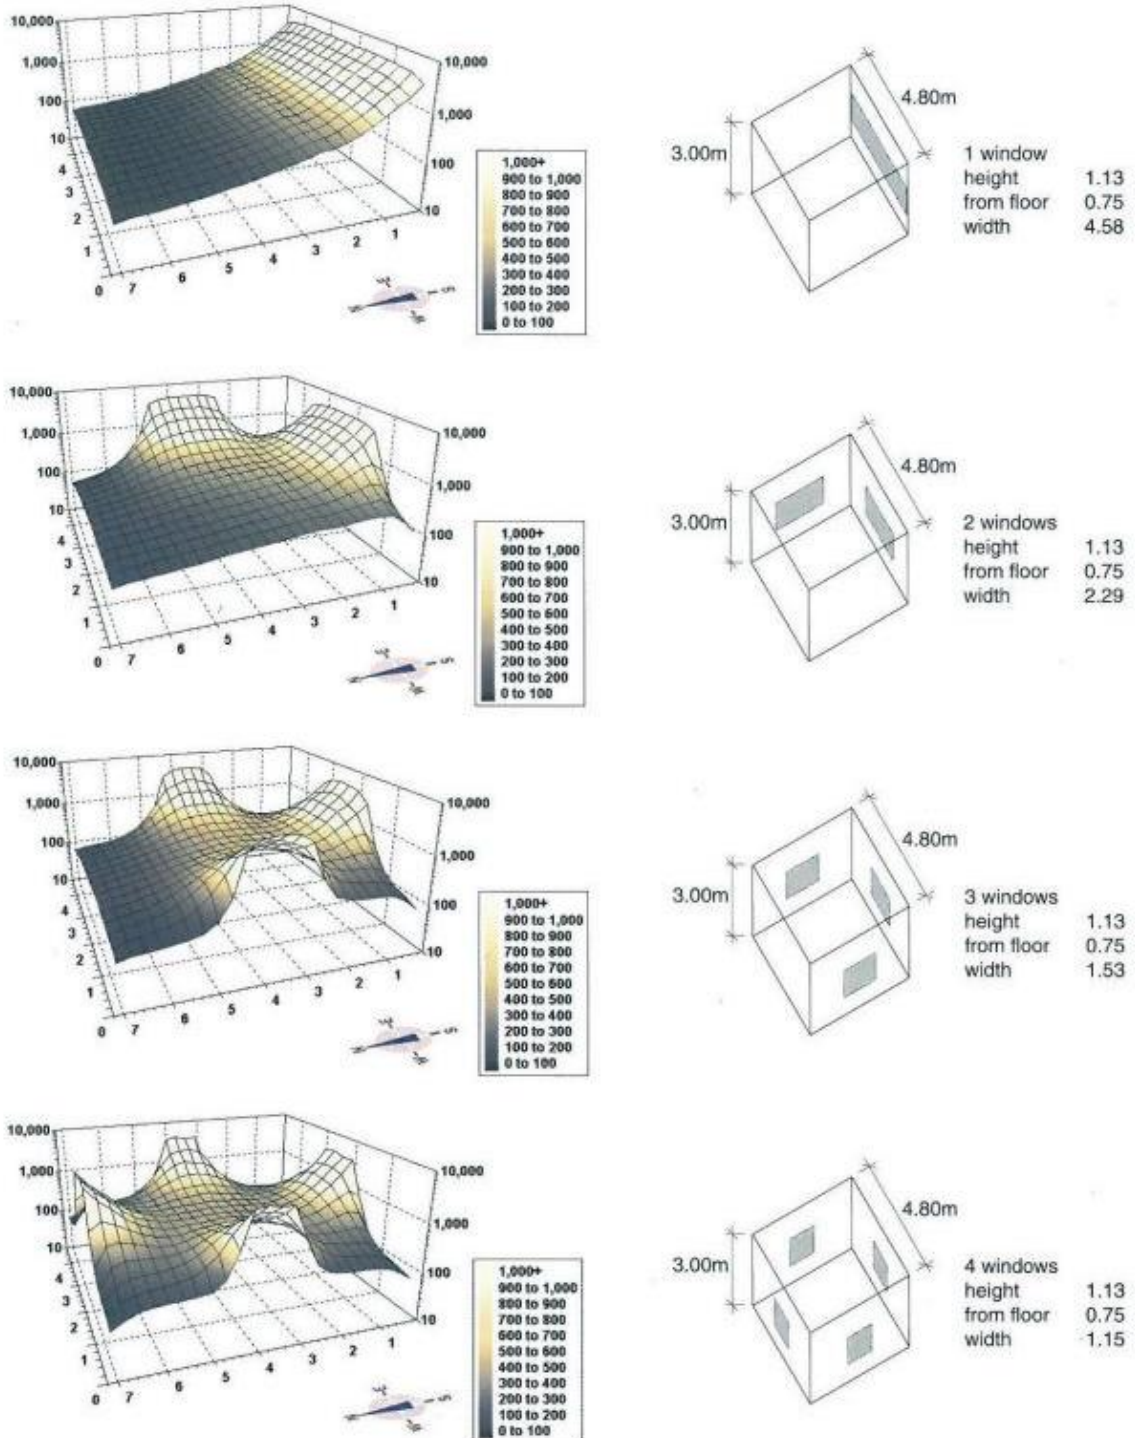 10,000
1,000
100
10
4
3
2
1
0
7
6
5
4
3
2
1
10,000
1,000
100
10
1,000+
900 to 1,000
800 to 900
700 to 800
600 to 700
500 to 600
400 to 500
300 to 400
200 to 300
100 to 200
0 to 100
3.00m
4.80m
1 window
height 1.13
from floor 0.75
width 4.58
10,000
1,000
100
10
4
3
2
1
0
7
6
5
4
3
2
1
10,000
1,000
100
10
1,000+
900 to 1,000
800 to 900
700 to 800
600 to 700
500 to 600
400 to 500
300 to 400
200 to 300
100 to 200
0 to 100
3.00m
4.80m
2 windows
height 1.13
from floor 0.75
width 2.29
10,000
1,000
100
10
4
3
2
1
0
7
6
5
4
3
2
1
10,000
1,000
100
10
1,000+
900 to 1,000
800 to 900
700 to 800
600 to 700
500 to 600
400 to 500
300 to 400
200 to 300
100 to 200
0 to 100
3.00m
4.80m
3 windows
height 1.13
from floor 0.75
width 1.53
10,000
1,000
100
10
4
3
2
1
0
7
6
5
4
3
2
1
10,000
1,000
100
10
1,000+
900 to 1,000
800 to 900
700 to 800
600 to 700
500 to 600
400 to 500
300 to 400
200 to 300
100 to 200
0 to 100
3.00m
4.80m
4 windows
height 1.13
from floor 0.75
width 1.15